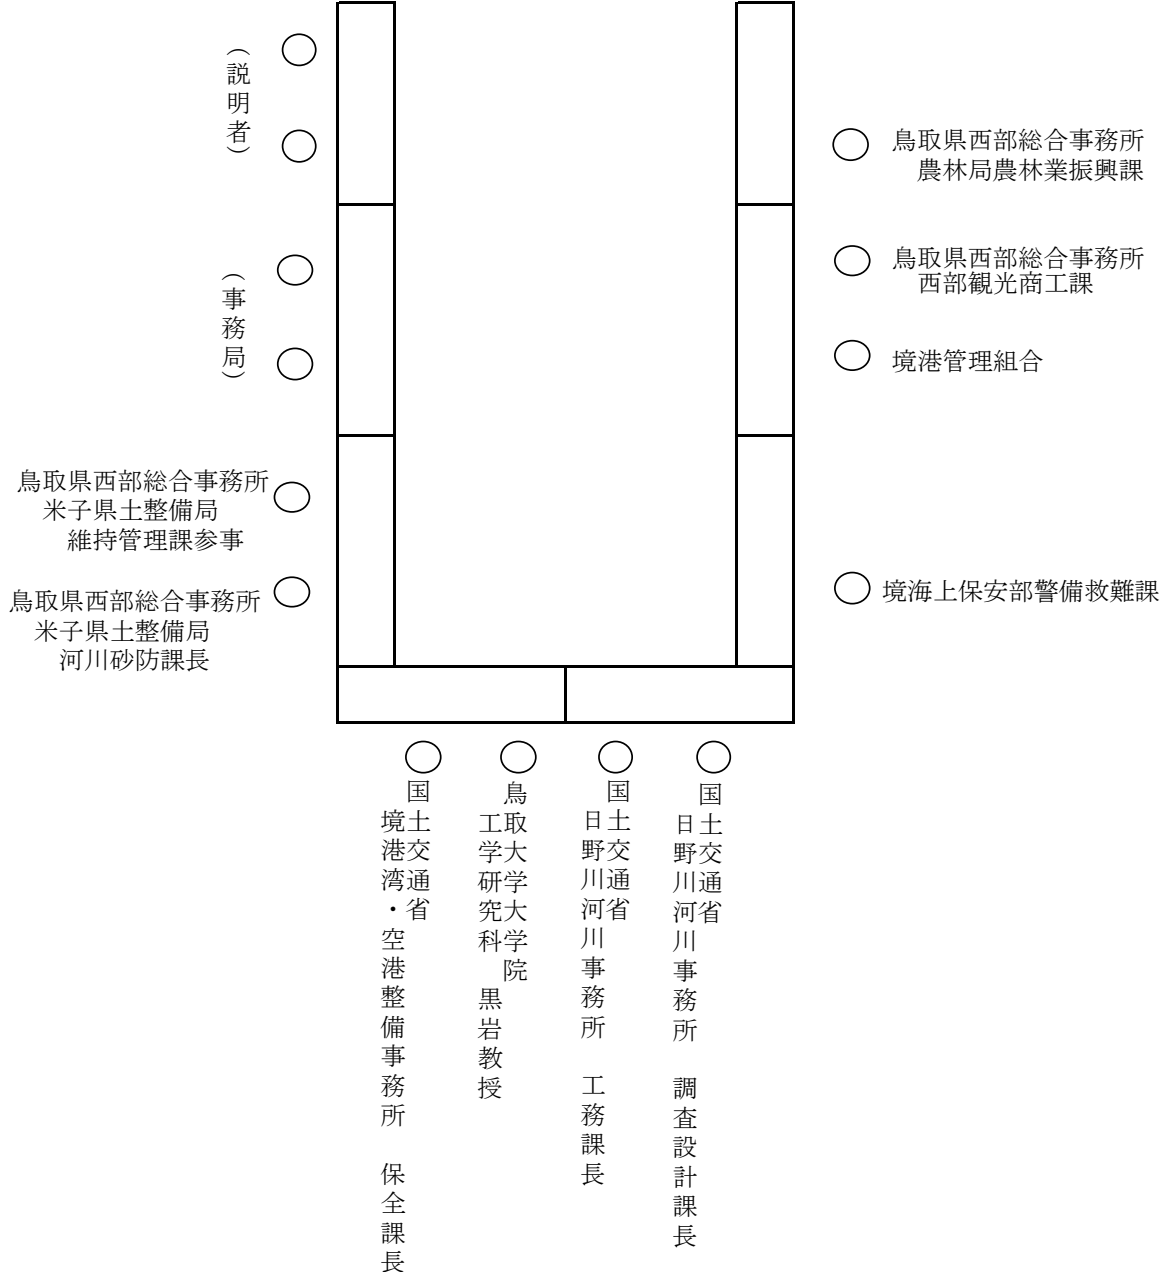 （説明者）
（事務局）
鳥取県西部総合事務所
米子県土整備局
維持管理課参事
鳥取県西部総合事務所
米子県土整備局
河川砂防課長
鳥取県西部総合事務所
農林局農林業振興課
鳥取県西部総合事務所
西部観光商工課
境港管理組合
境海上保安部警備救難課
国土交通省
日野川河川事務所　調査設計課長
国土交通省
日野川河川事務所　工務課長
鳥取大学大学院
工学研究科　黒岩教授
国土交通省
境港湾・空港整備事務所　保全課長